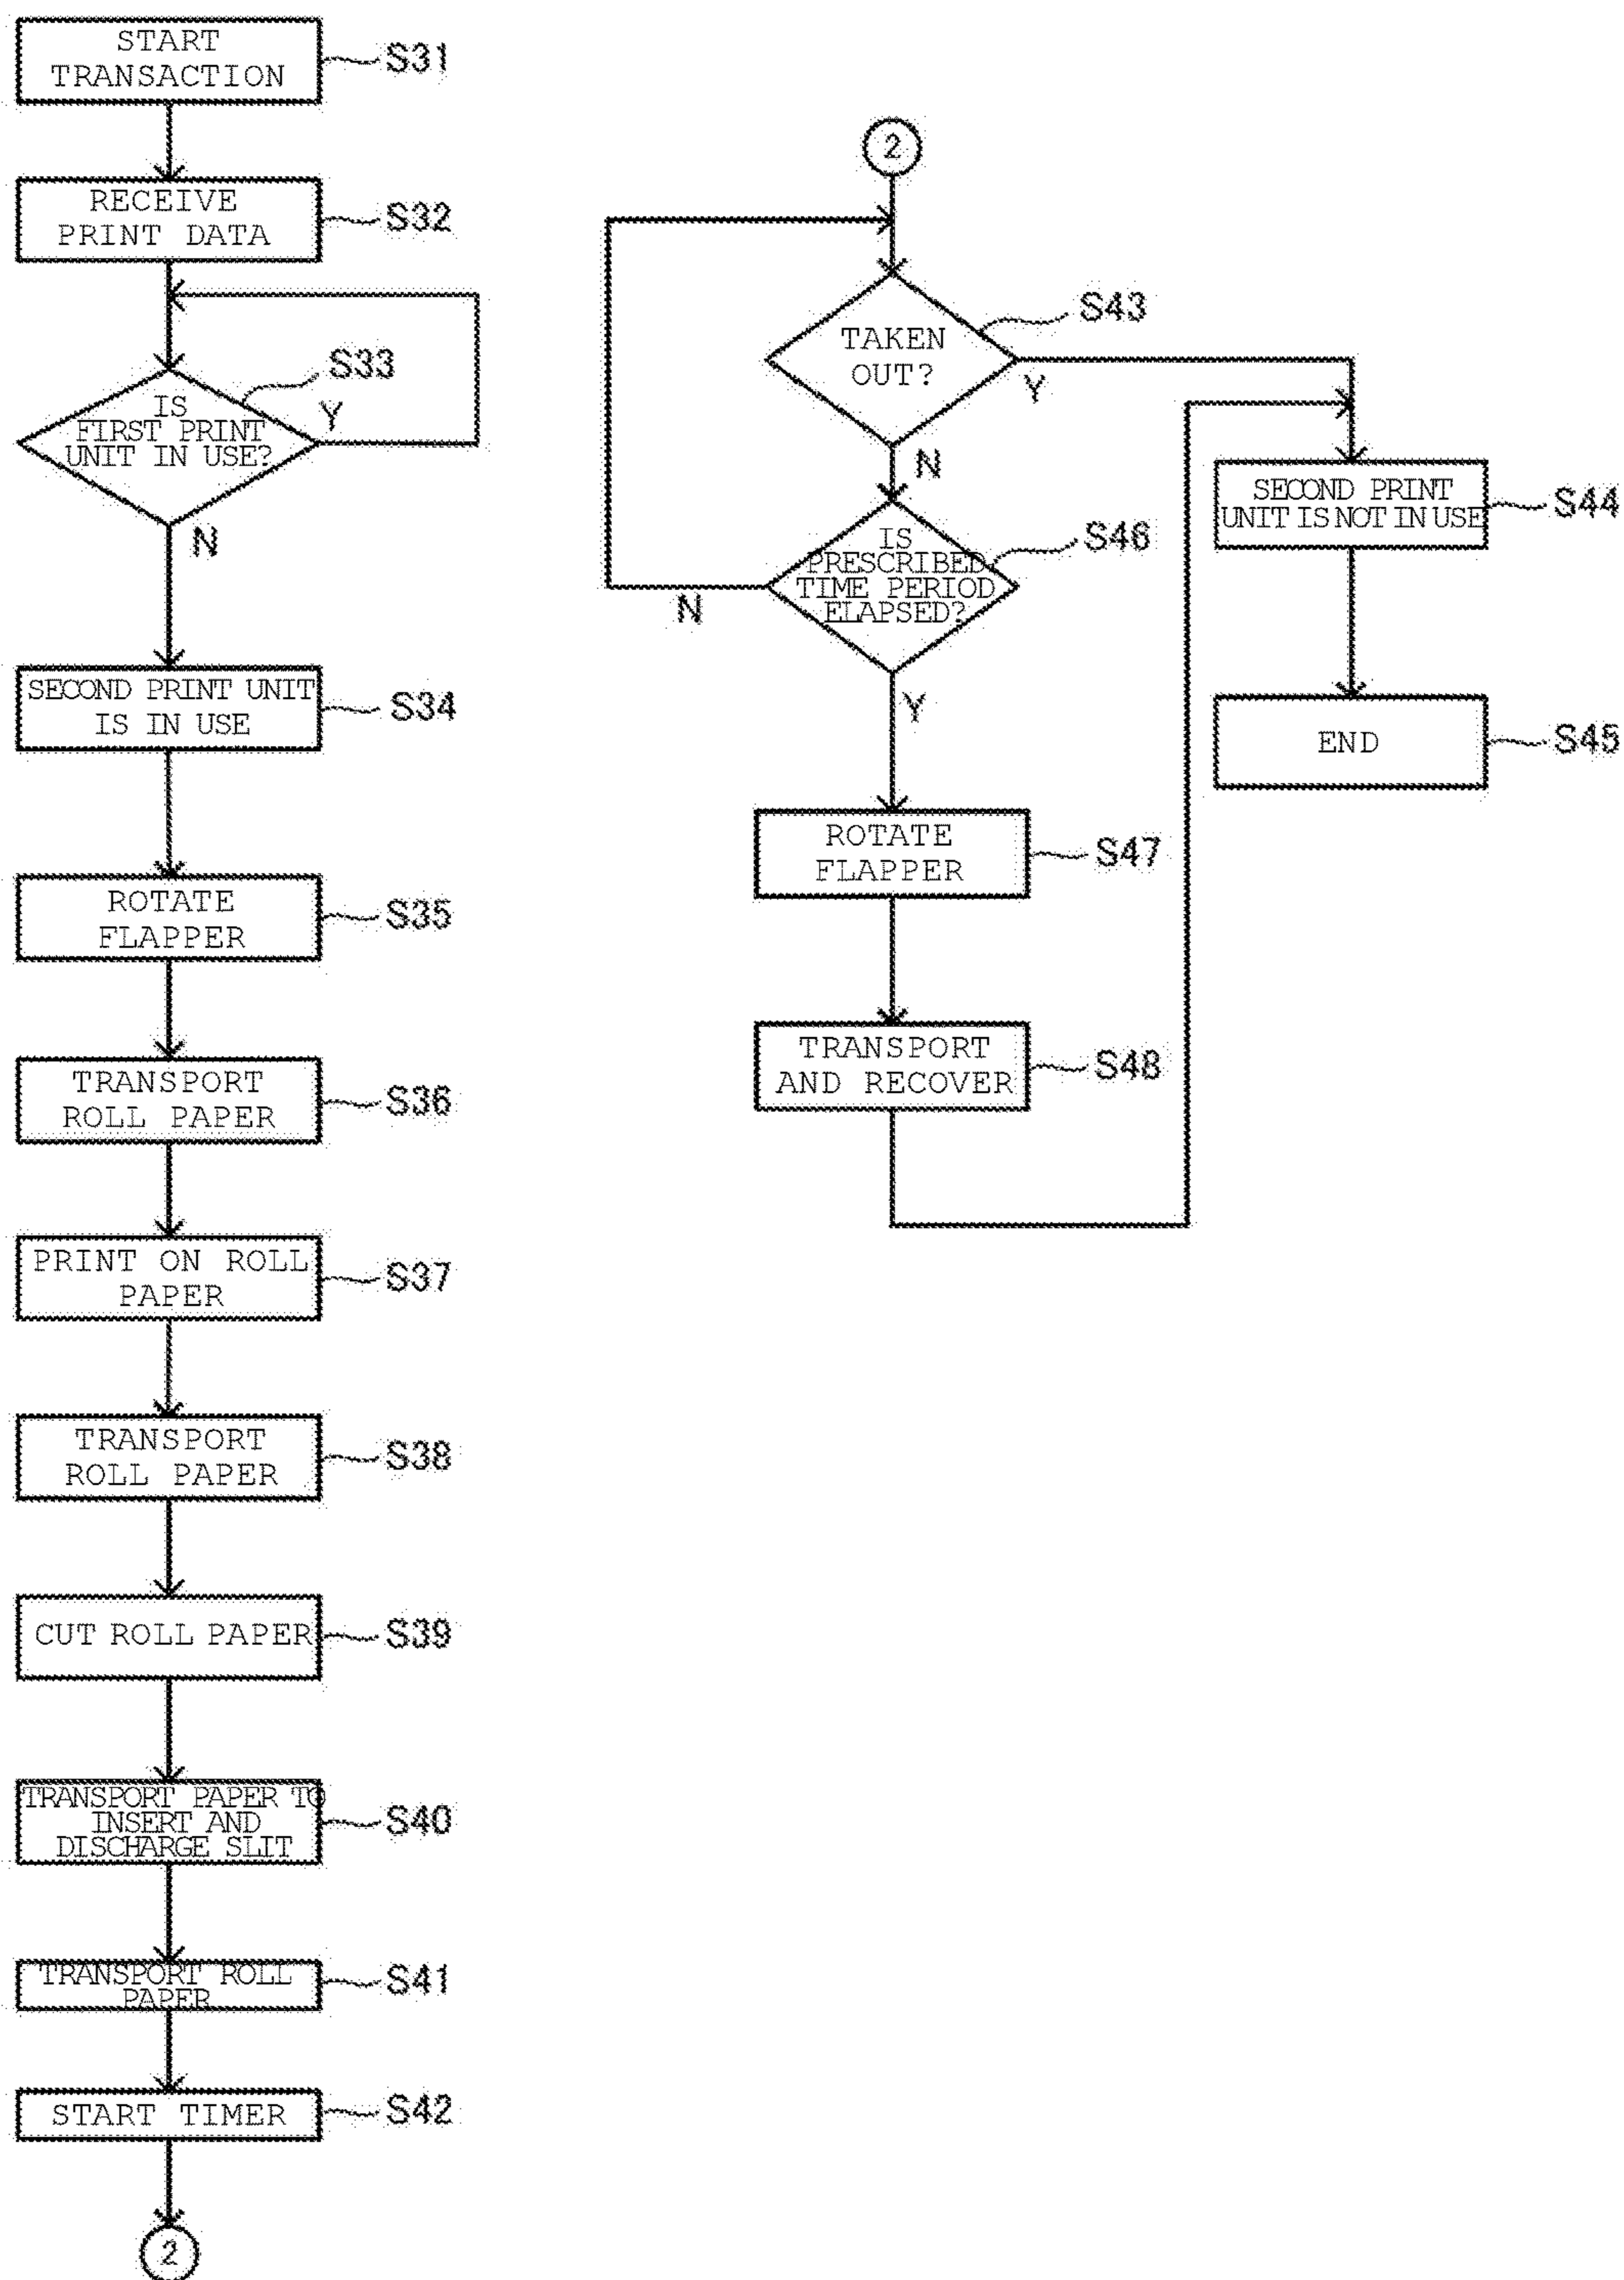 START
TRANSACTION
S31
RECEIVE
PRINT DATA
S32
IS
FIRST PRINT
UNIT IN USE?
S33
Y
N
SECOND PRINT UNIT
IS IN USE
S34
ROTATE
FLAPPER
S35
TRANSPORT
ROLL PAPER
S36
PRINT ON ROLL
PAPER
S37
TRANSPORT
ROLL PAPER
S38
CUT ROLL PAPER
S39
TRANSPORT PAPER TO
INSERT AND
DISCHARGE SLIT
S40
TRANSPORT ROLL
PAPER
S41
START TIMER
S42
2
2
TAKEN
OUT?
S43
Y
N
IS
PRESCRIBED
TIME PERIOD
ELAPSED?
S46
N
Y
ROTATE
FLAPPER
S47
TRANSPORT
AND RECOVER
S48
SECOND PRINT
UNIT IS NOT IN USE
S44
END
S45